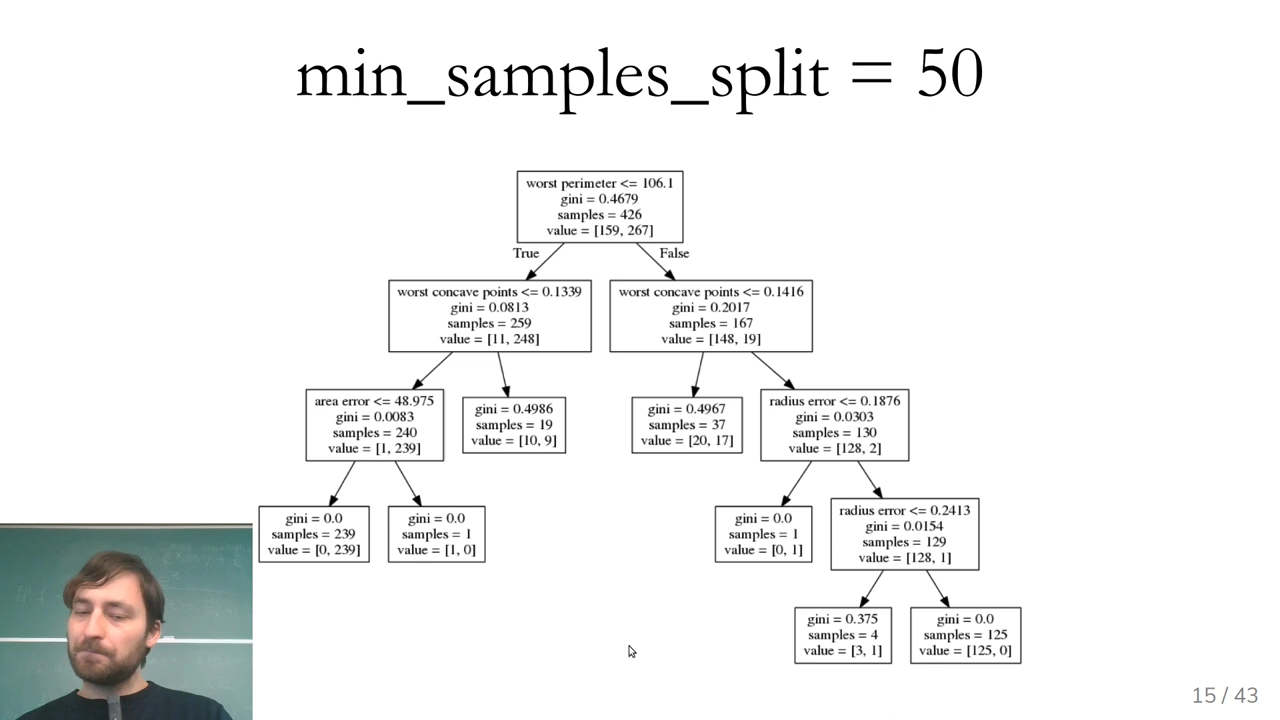 min_samples_split = 50
worst perimeter <= 106.1
gini = 0.4679
samples = 426
value = [159, 267]
True
False
worst concave points <= 0.1339
gini = 0.0813
samples = 259
value = [11, 248]
worst concave points <= 0.1416
gini = 0.2017
samples = 167
value = [148, 19]
area error <= 48.975
gini = 0.0083
samples = 240
value = [1, 239]
gini = 0.4986
samples = 19
value = [10, 9]
gini = 0.4967
samples = 37
value = [20, 17]
radius error <= 0.1876
gini = 0.0303
samples = 130
value = [128, 2]
gini = 0.0
samples = 239
value = [0, 239]
gini = 0.0
samples = 1
value = [1, 0]
gini = 0.0
samples = 1
value = [0, 1]
radius error <= 0.2413
gini = 0.0154
samples = 129
value = [128, 1]
gini = 0.375
samples = 4
value = [3, 1]
gini = 0.0
samples = 125
value = [125, 0]
15 / 43